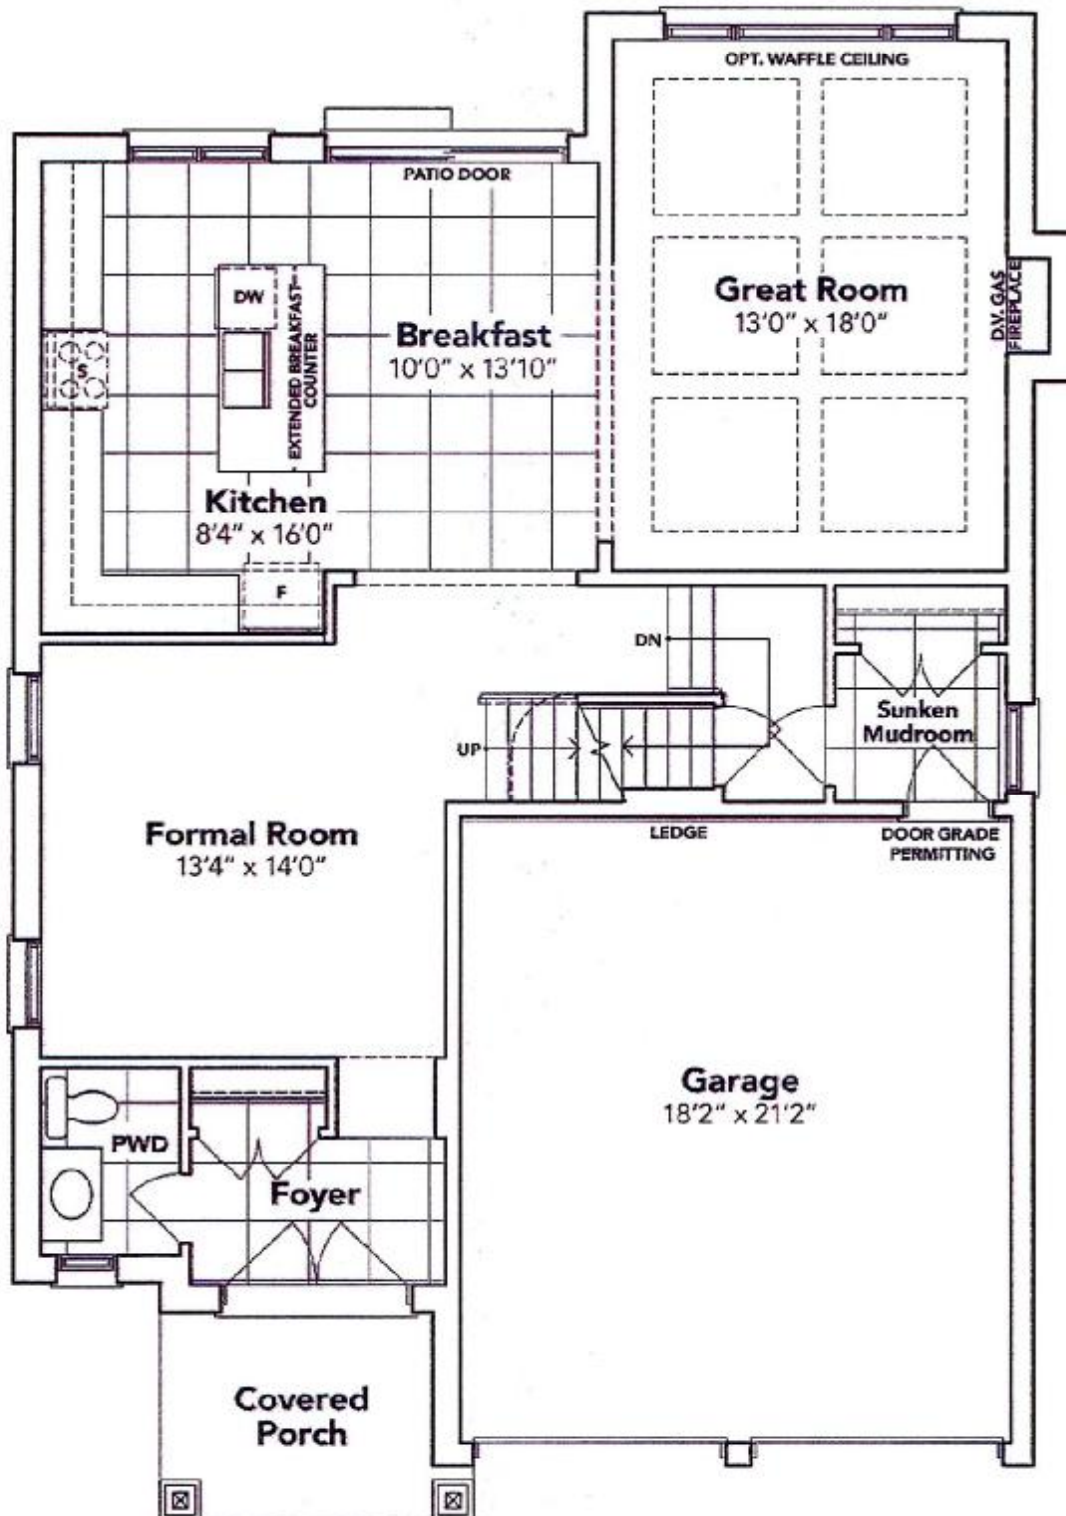 OPT. WAFFLE CEILING
PATIO DOOR
Great Room
13'0" x 18'0"
D.V. GAS
FIREPLACE
DW
EXTENDED BREAKFAST
COUNTER
Breakfast
10'0" x 13'10"
S
Kitchen
8'4" x 16'0"
F
DN
UP
Sunken
Mudroom
Formal Room
13'4" x 14'0"
LEDGE
DOOR GRADE
PERMITTING
Garage
18'2" x 21'2"
PWD
Foyer
Covered
Porch